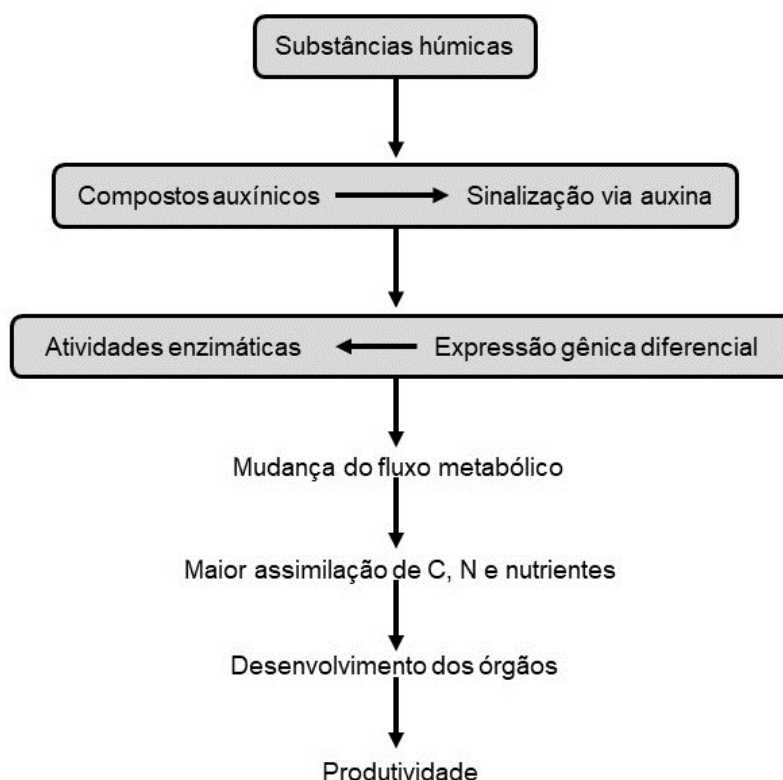 Substâncias húmicas
Compostos auxínicos
Sinalização via auxina
Atividades enzimáticas
Expressão gênica diferencial
Mudança do fluxo metabólico
Maior assimilação de C, N e nutrientes
Desenvolvimento dos órgãos
Produtividade